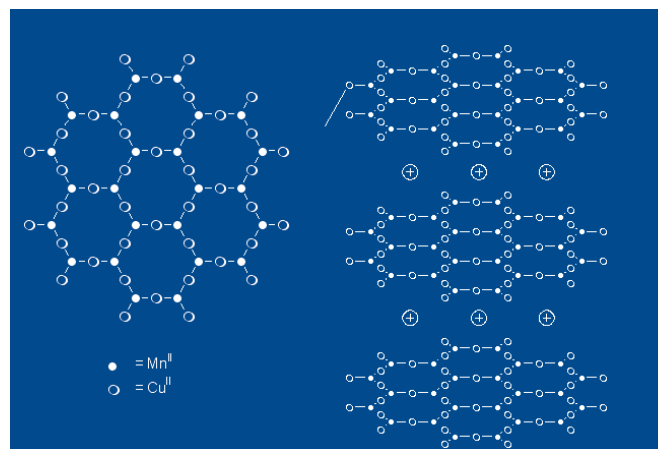 = Mn^II
= Cu^II